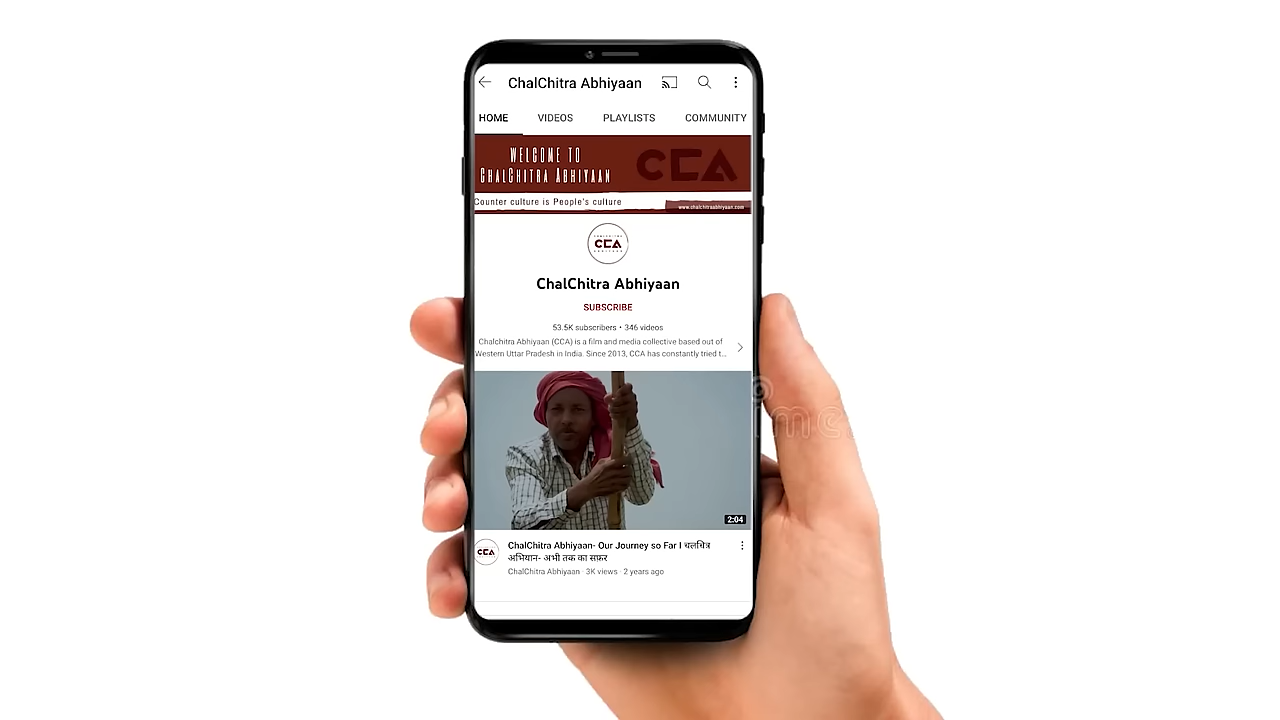 ChalChitra Abhiyaan
HOME VIDEOS PLAYLISTS COMMUNITY
WELCOME TO
CHALCHITRA ABHIYAAN
CCA
Counter culture is People's culture
www.chalchitraabhiyaan.com
CCA
ChalChitra Abhiyaan
SUBSCRIBE
53.5K subscribers • 346 videos
Chalchitra Abhiyaan (CCA) is a film and media collective based out of
Western Uttar Pradesh in India. Since 2013, CCA has constantly tried t...
2:04
CCA
ChalChitra Abhiyaan- Our Journey so Far I चलचित्र
अभियान- अभी तक का सफ़र
ChalChitra Abhiyaan · 3K views · 2 years ago